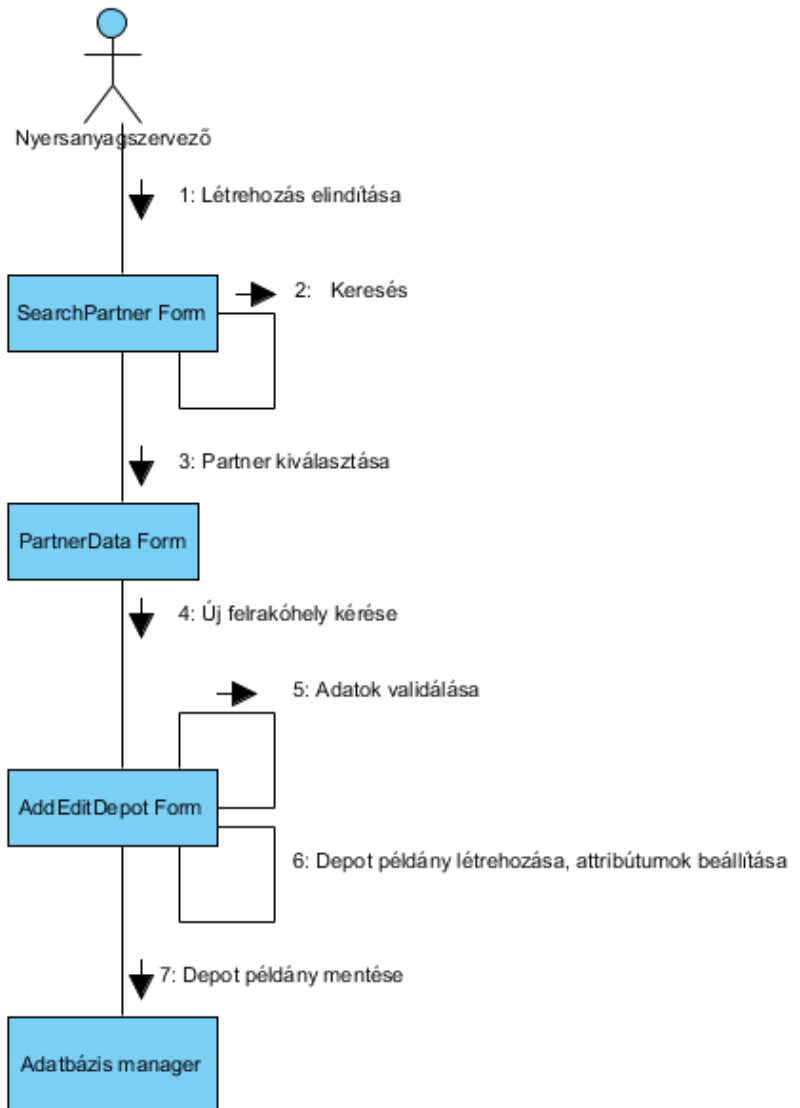 Nyersanyagszervező
1: Létrehozás elindítása
SearchPartner Form
2: Keresés
3: Partner kiválasztása
PartnerData Form
4: Új felrakóhely kérése
5: Adatok validálása
AddEditDepot Form
6: Depot példány létrehozása, attribútumok beállítása
7: Depot példány mentése
Adatbázis manager